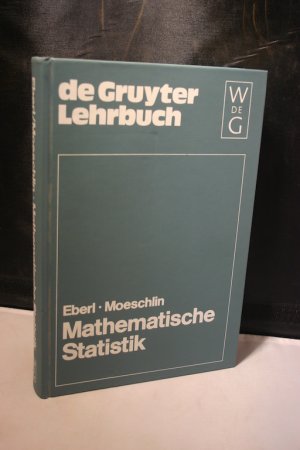 de Gruyter
Lehrbuch
W
DE
G
Eberl · Moeschlin
Mathematische
Statistik